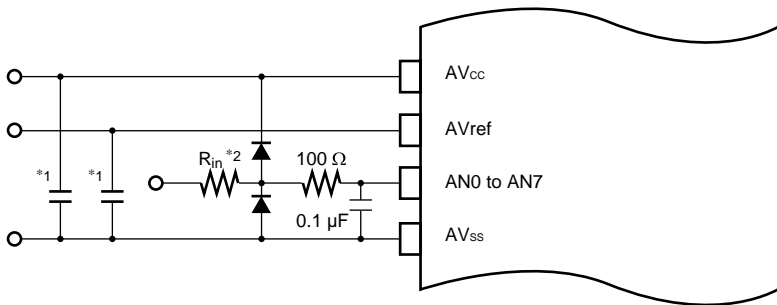 AVcc
AVref
Rin *2
100 Ω
*1
*1
AN0 to AN7
0.1 µF
AVss